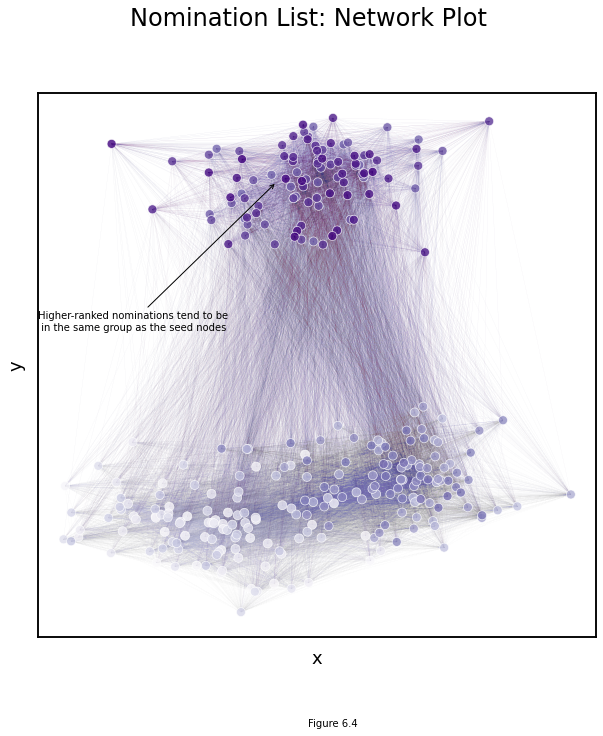 Nomination List: Network Plot
Higher-ranked nominations tend to be
in the same group as the seed nodes
y
x
Figure 6.4